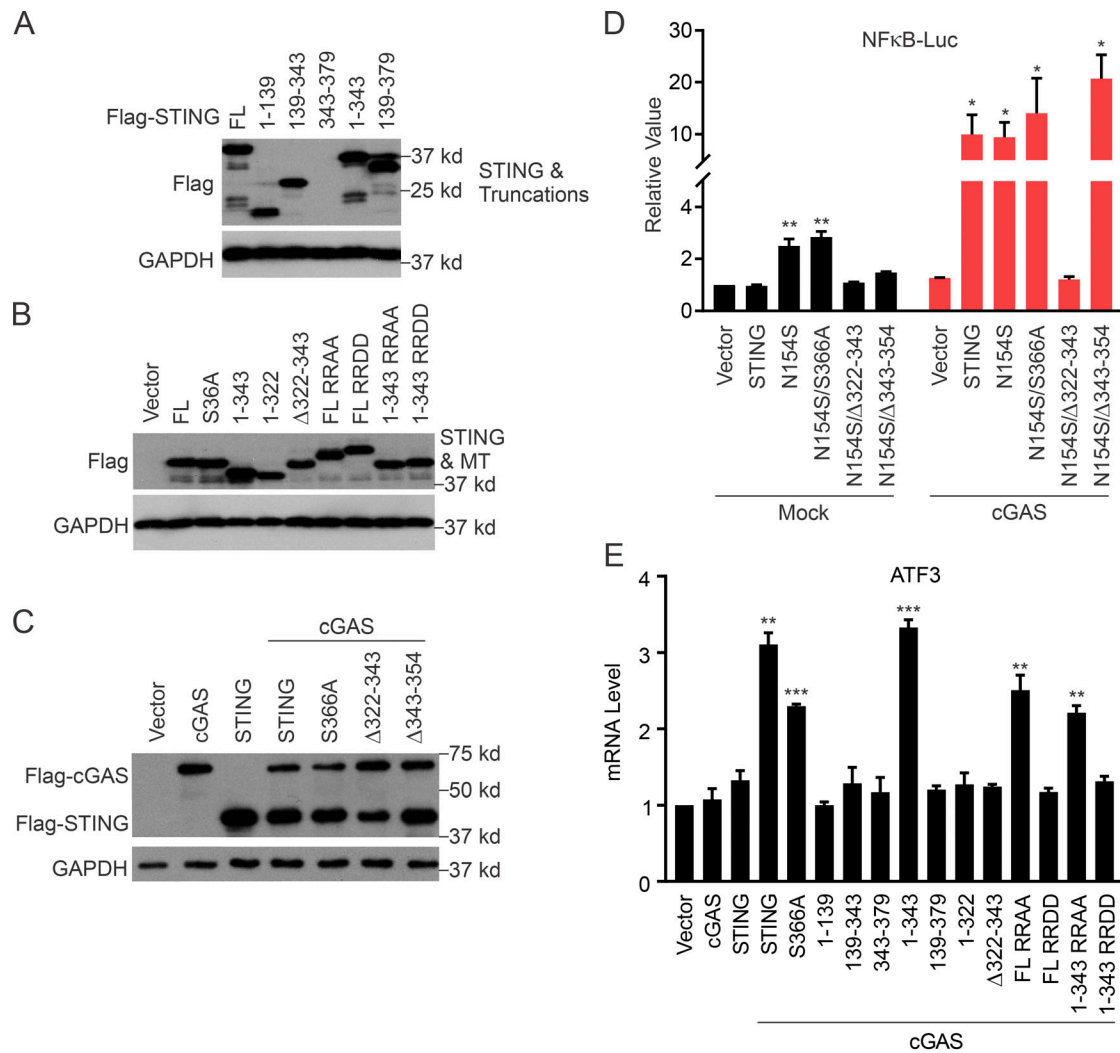 A
Flag-STING
FL
1-139
139-343
343-379
1-343
139-379
Flag
37 kd
25 kd
STING &
Truncations
GAPDH
37 kd
B
Vector
FL
S36A
1-343
1-322
Δ322-343
FL RRAA
FL RRDD
1-343 RRAA
1-343 RRDD
Flag
STING
& MT
37 kd
GAPDH
37 kd
C
cGAS
Vector
cGAS
STING
STING
S366A
Δ322-343
Δ343-354
Flag-cGAS
75 kd
50 kd
Flag-STING
37 kd
GAPDH
37 kd
D
NFκB-Luc
Relative Value
30
20
10
4
2
0
**
**
*
*
*
*
Vector
STING
N154S
N154S/S366A
N154S/Δ322-343
N154S/Δ343-354
Vector
STING
N154S
N154S/S366A
N154S/Δ322-343
N154S/Δ343-354
Mock
cGAS
E
ATF3
mRNA Level
4
3
2
1
0
**
***
***
**
**
Vector
cGAS
STING
STING
S366A
1-139
139-343
343-379
1-343
139-379
1-322
Δ322-343
FL RRAA
FL RRDD
1-343 RRAA
1-343 RRDD
cGAS